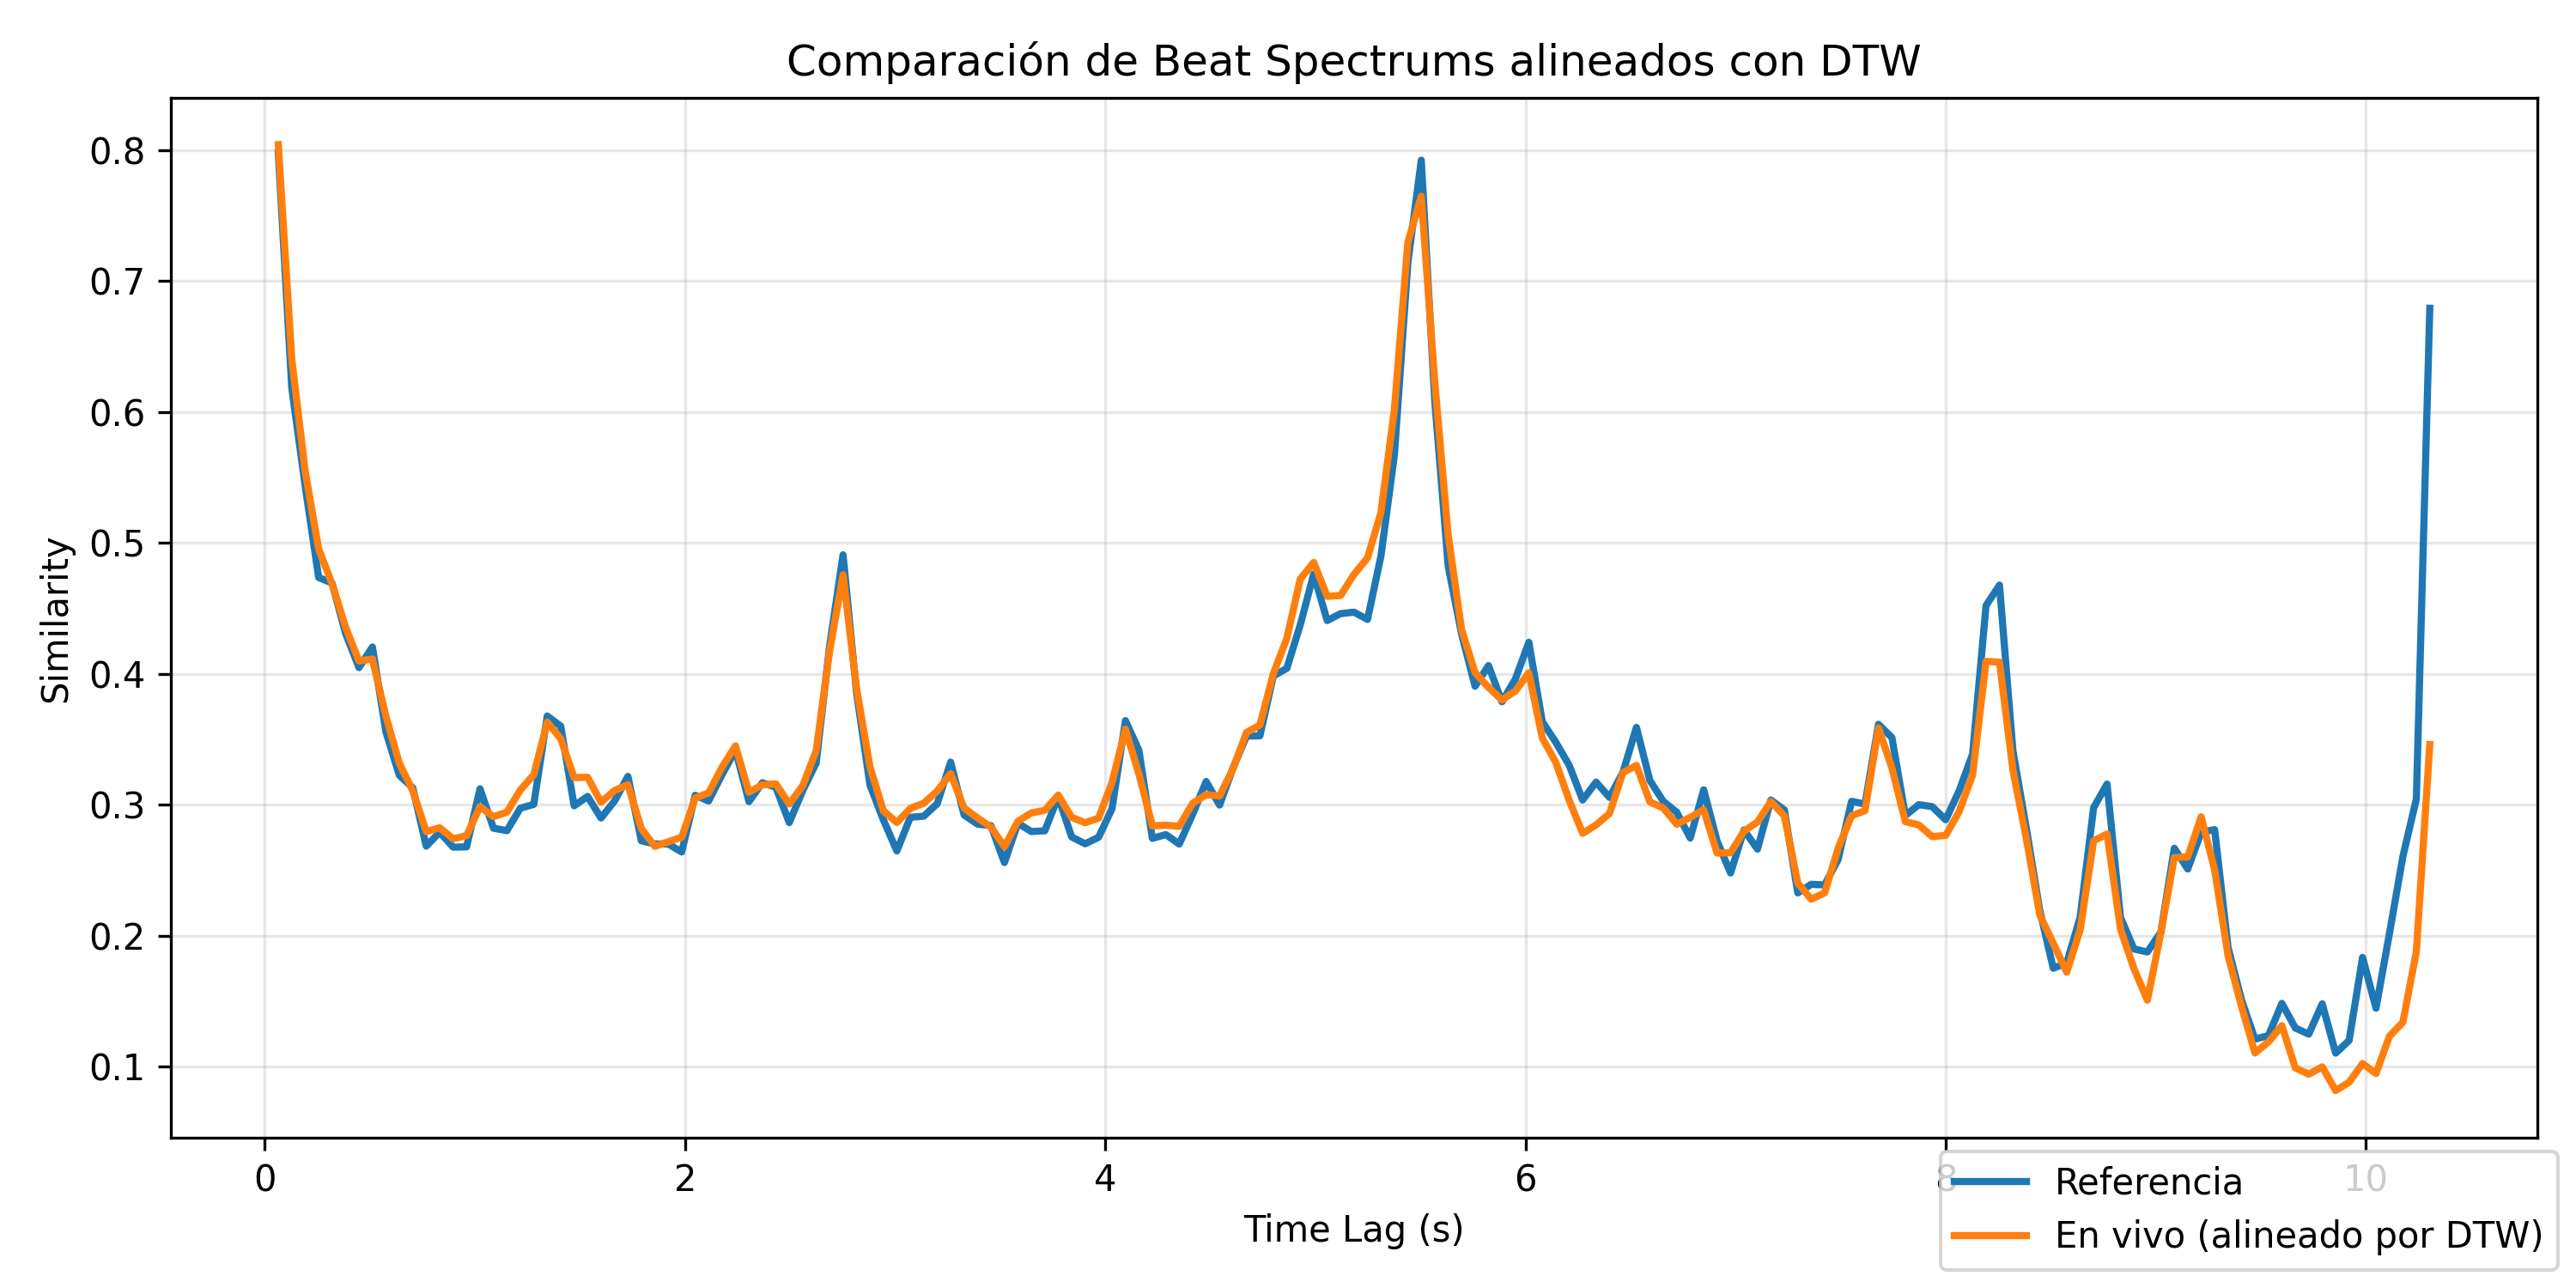 Comparación de Beat Spectrums alineados con DTW
Similarity
0.8
0.7
0.6
0.5
0.4
0.3
0.2
0.1
0 2 4 6 8 10
Time Lag (s)
Referencia
En vivo (alineado por DTW)